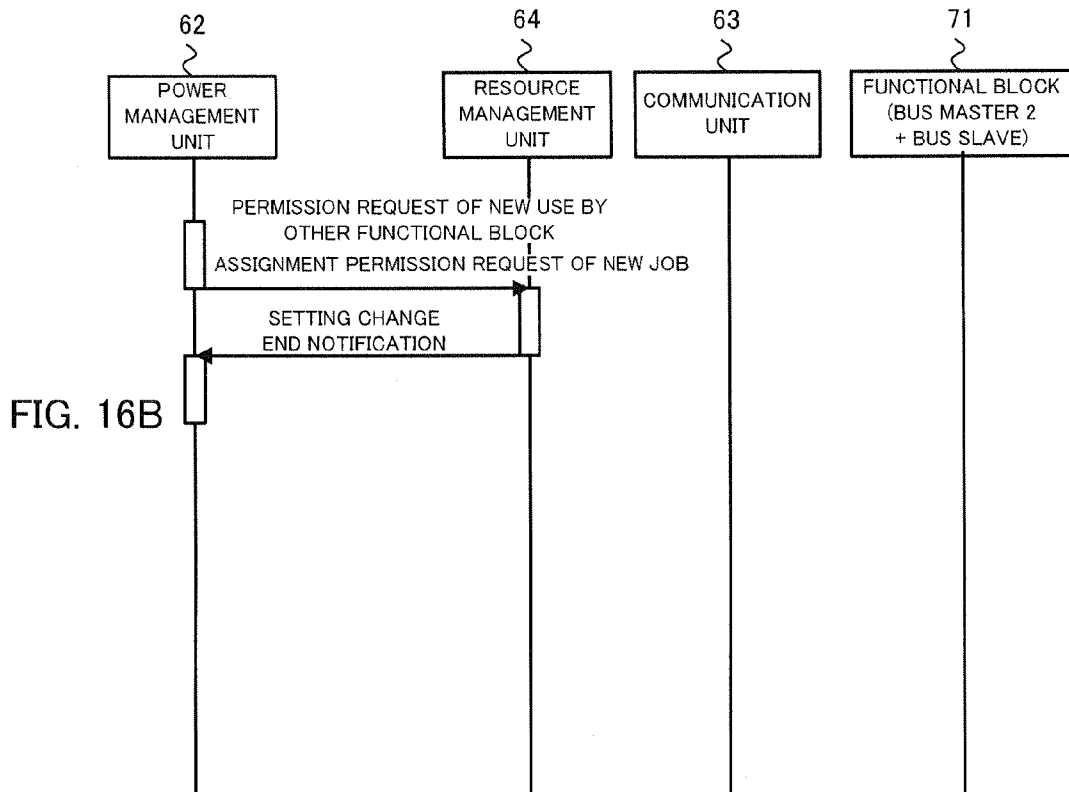 62
64
63
71
POWER
MANAGEMENT
UNIT
RESOURCE
MANAGEMENT
UNIT
COMMUNICATION
UNIT
FUNCTIONAL BLOCK
(BUS MASTER 2
+ BUS SLAVE)
PERMISSION REQUEST OF NEW USE BY
OTHER FUNCTIONAL BLOCK
ASSIGNMENT PERMISSION REQUEST OF NEW JOB
SETTING CHANGE
END NOTIFICATION
FIG. 16B